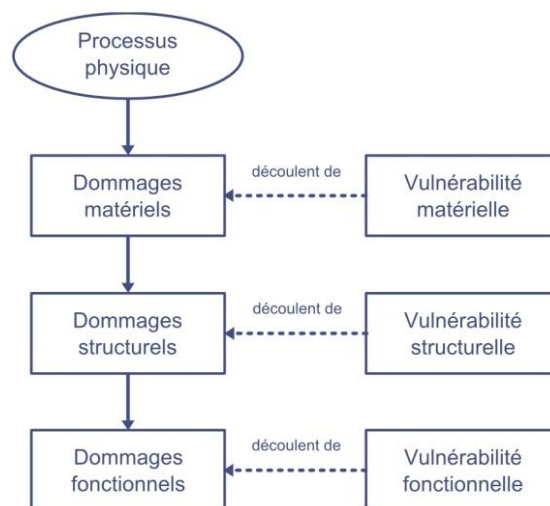 Processus
physique
Dommages
matériels
découlent de
Vulnérabilité
matérielle
Dommages
structurels
découlent de
Vulnérabilité
structurelle
Dommages
fonctionnels
découlent de
Vulnérabilité
fonctionnelle